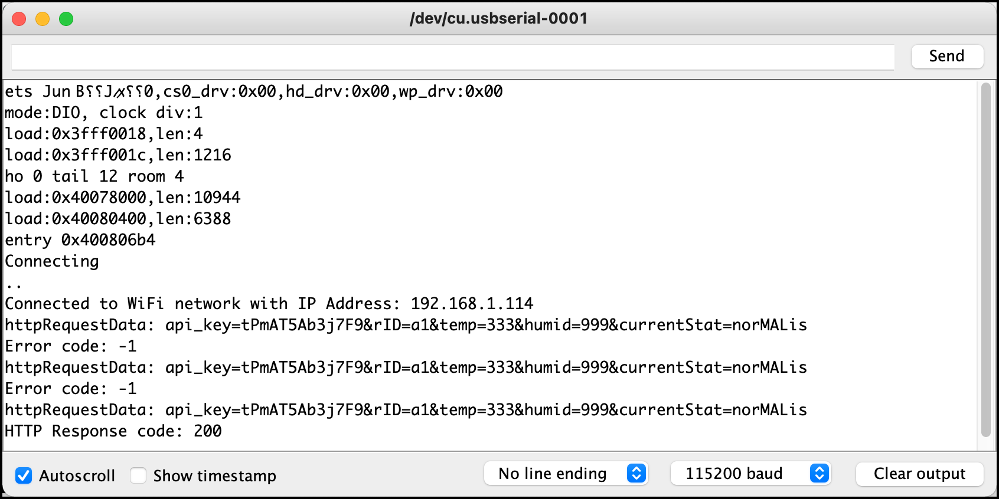 /dev/cu.usbserial-0001
Send
ets Jun B⸮⸮J⸮⸮0,cs0_drv:0x00,hd_drv:0x00,wp_drv:0x00
mode:DIO, clock div:1
load:0x3fff0018,len:4
load:0x3fff001c,len:1216
ho 0 tail 12 room 4
load:0x40078000,len:10944
load:0x40080400,len:6388
entry 0x400806b4
Connecting
..
Connected to WiFi network with IP Address: 192.168.1.114
httpRequestData: api_key=tPmAT5Ab3j7F9&rID=a1&temp=333&humid=999&currentStat=norMALis
Error code: -1
httpRequestData: api_key=tPmAT5Ab3j7F9&rID=a1&temp=333&humid=999&currentStat=norMALis
Error code: -1
httpRequestData: api_key=tPmAT5Ab3j7F9&rID=a1&temp=333&humid=999&currentStat=norMALis
HTTP Response code: 200
Autoscroll Show timestamp No line ending 115200 baud Clear output